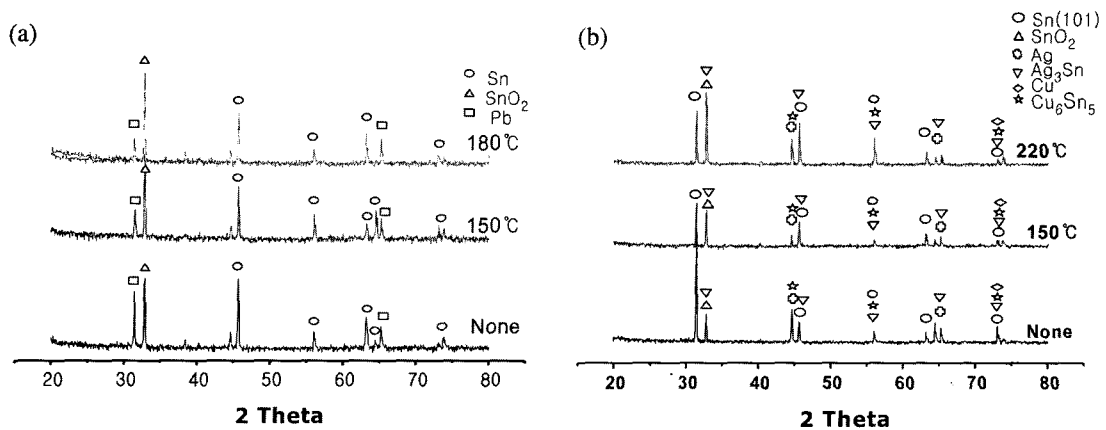 (a)
○ Sn
△ SnO₂
□ Pb
180℃
150℃
None
20 30 40 50 60 70 80
2 Theta
(b)
○ Sn(101)
△ SnO₂
Ag
▽ Ag₃Sn
◇ Cu
☆ Cu₆Sn₅
220℃
150℃
None
20 30 40 50 60 70 80
2 Theta